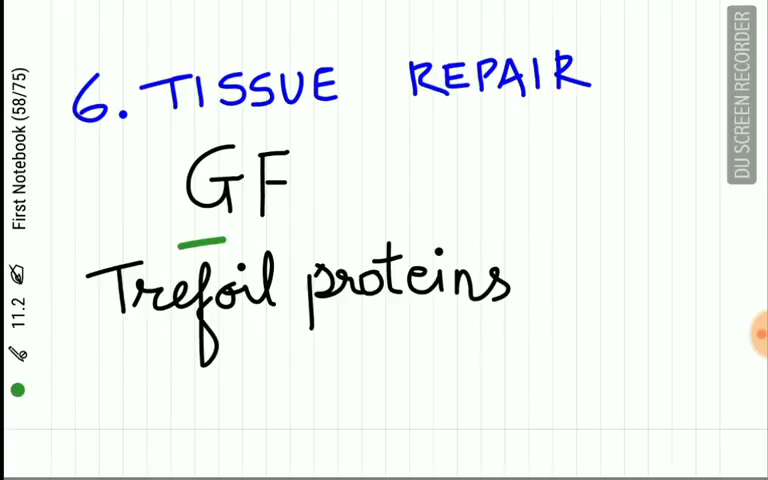 6. TISSUE REPAIR
GF
Trefoil proteins
First Notebook (58/75)
11.2
DU SCREEN RECORDER